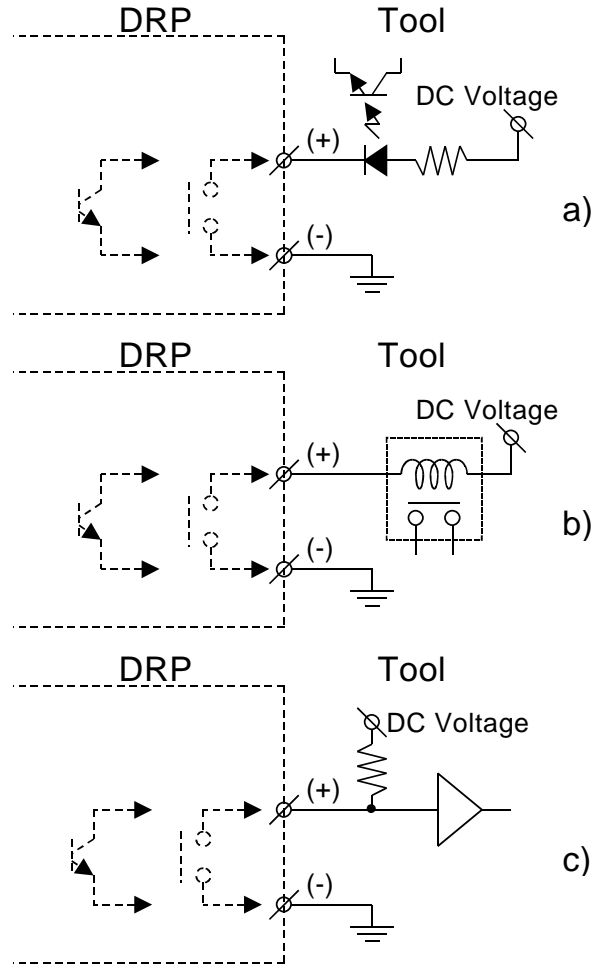 DRP Tool
DC Voltage
(+)
a)
(-)
DRP Tool
DC Voltage
(+)
b)
(-)
DRP Tool
DC Voltage
(+)
c)
(-)